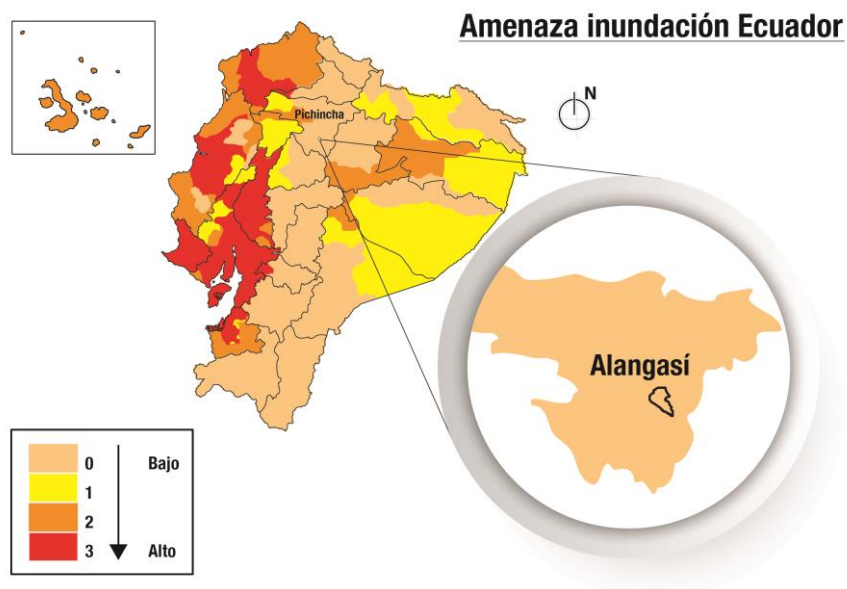 Amenaza inundación Ecuador
N
Pichincha
Alangasí
0 Bajo
1
2
3 Alto